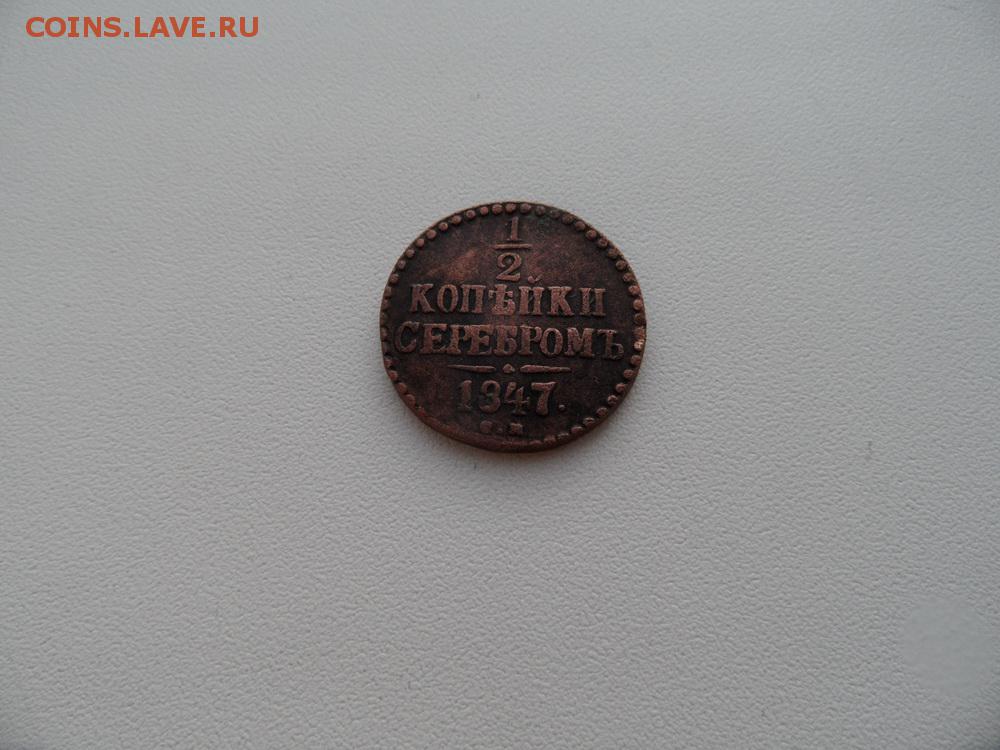 COINS.LAVE.RU
1
2
КОПѢЙКИ
СЕРЕБРОМЪ
1847.
С.М